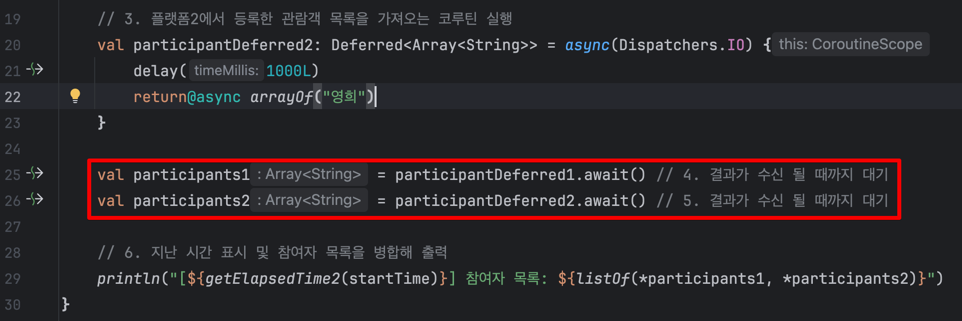 19 // 3. 플랫폼2에서 등록한 관람객 목록을 가져오는 코루틴 실행
20 val participantDeferred2: Deferred<Array<String>> = async(Dispatchers.IO) { this: CoroutineScope
21 delay( timeMillis: 1000L)
22 return@async arrayOf("영희")
23 }
24
25 val participants1 : Array<String> = participantDeferred1.await() // 4. 결과가 수신 될 때까지 대기
26 val participants2 : Array<String> = participantDeferred2.await() // 5. 결과가 수신 될 때까지 대기
27
28 // 6. 지난 시간 표시 및 참여자 목록을 병합해 출력
29 println("[${getElapsedTime2(startTime)}] 참여자 목록: ${listOf(*participants1, *participants2)}")
30 }